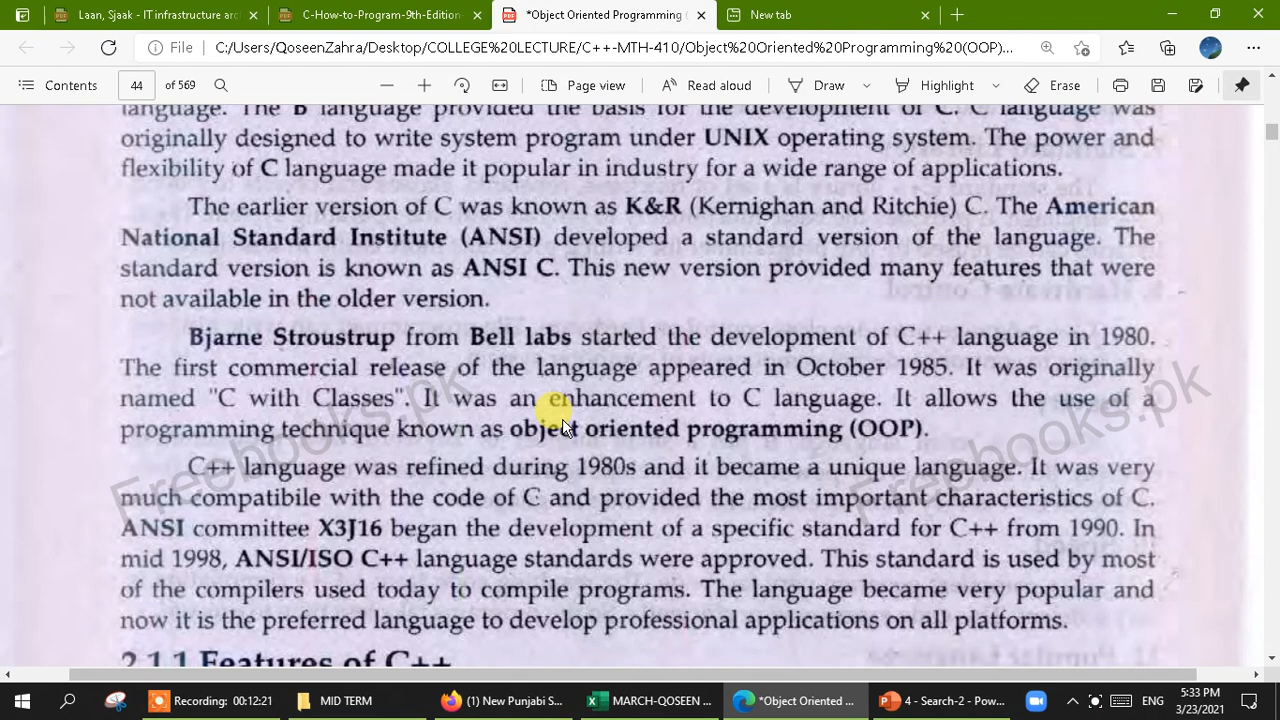 Laan, Sjaak - IT infrastructure arc
C-How-to-Program-9th-Edition-
*Object Oriented Programming (
New tab
File
C:/Users/QoseenZahra/Desktop/COLLEGE%20LECTURE/C++-MTH-410/Object%20Oriented%20Programming%20(OOP)...
Contents
44 of 569
Page view
Read aloud
Draw
Highlight
Erase
language. The B language provided the basis for the development of C. C language was
originally designed to write system program under UNIX operating system. The power and
flexibility of C language made it popular in industry for a wide range of applications.
The earlier version of C was known as K&R (Kernighan and Ritchie) C. The American
National Standard Institute (ANSI) developed a standard version of the language. The
standard version is known as ANSI C. This new version provided many features that were
not available in the older version.
Bjarne Stroustrup from Bell labs started the development of C++ language in 1980.
The first commercial release of the language appeared in October 1985. It was originally
named "C with Classes". It was an enhancement to C language. It allows the use of a
programming technique known as object oriented programming (OOP).
C++ language was refined during 1980s and it became a unique language. It was very
much compatibile with the code of C and provided the most important characteristics of C.
ANSI committee X3J16 began the development of a specific standard for C++ from 1990. In
mid 1998, ANSI/ISO C++ language standards were approved. This standard is used by most
of the compilers used today to compile programs. The language became very popular and
now it is the preferred language to develop professional applications on all platforms.
2.1.1 Features of C++
Freebooks.pk
Freebooks.pk
Recording: 00:12:21
MID TERM
(1) New Punjabi S...
MARCH-QOSEEN ...
*Object Oriented ...
4 - Search-2 - Pow...
ENG
5:33 PM
3/23/2021